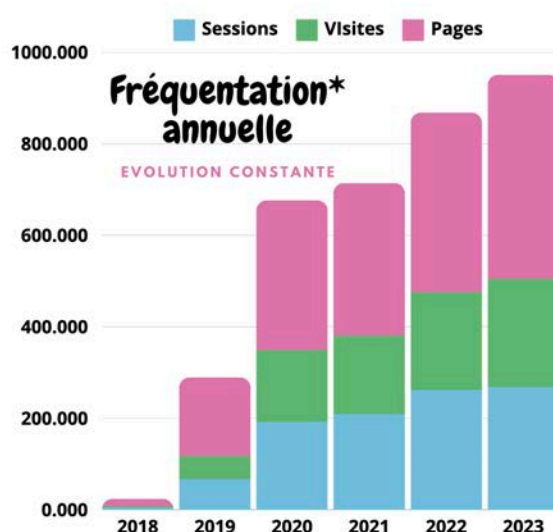 Sessions VIsites Pages
1000.000
Fréquentation*
annuelle
EVOLUTION CONSTANTE
800.000
600.000
400.000
200.000
0.000
2018 2019 2020 2021 2022 2023